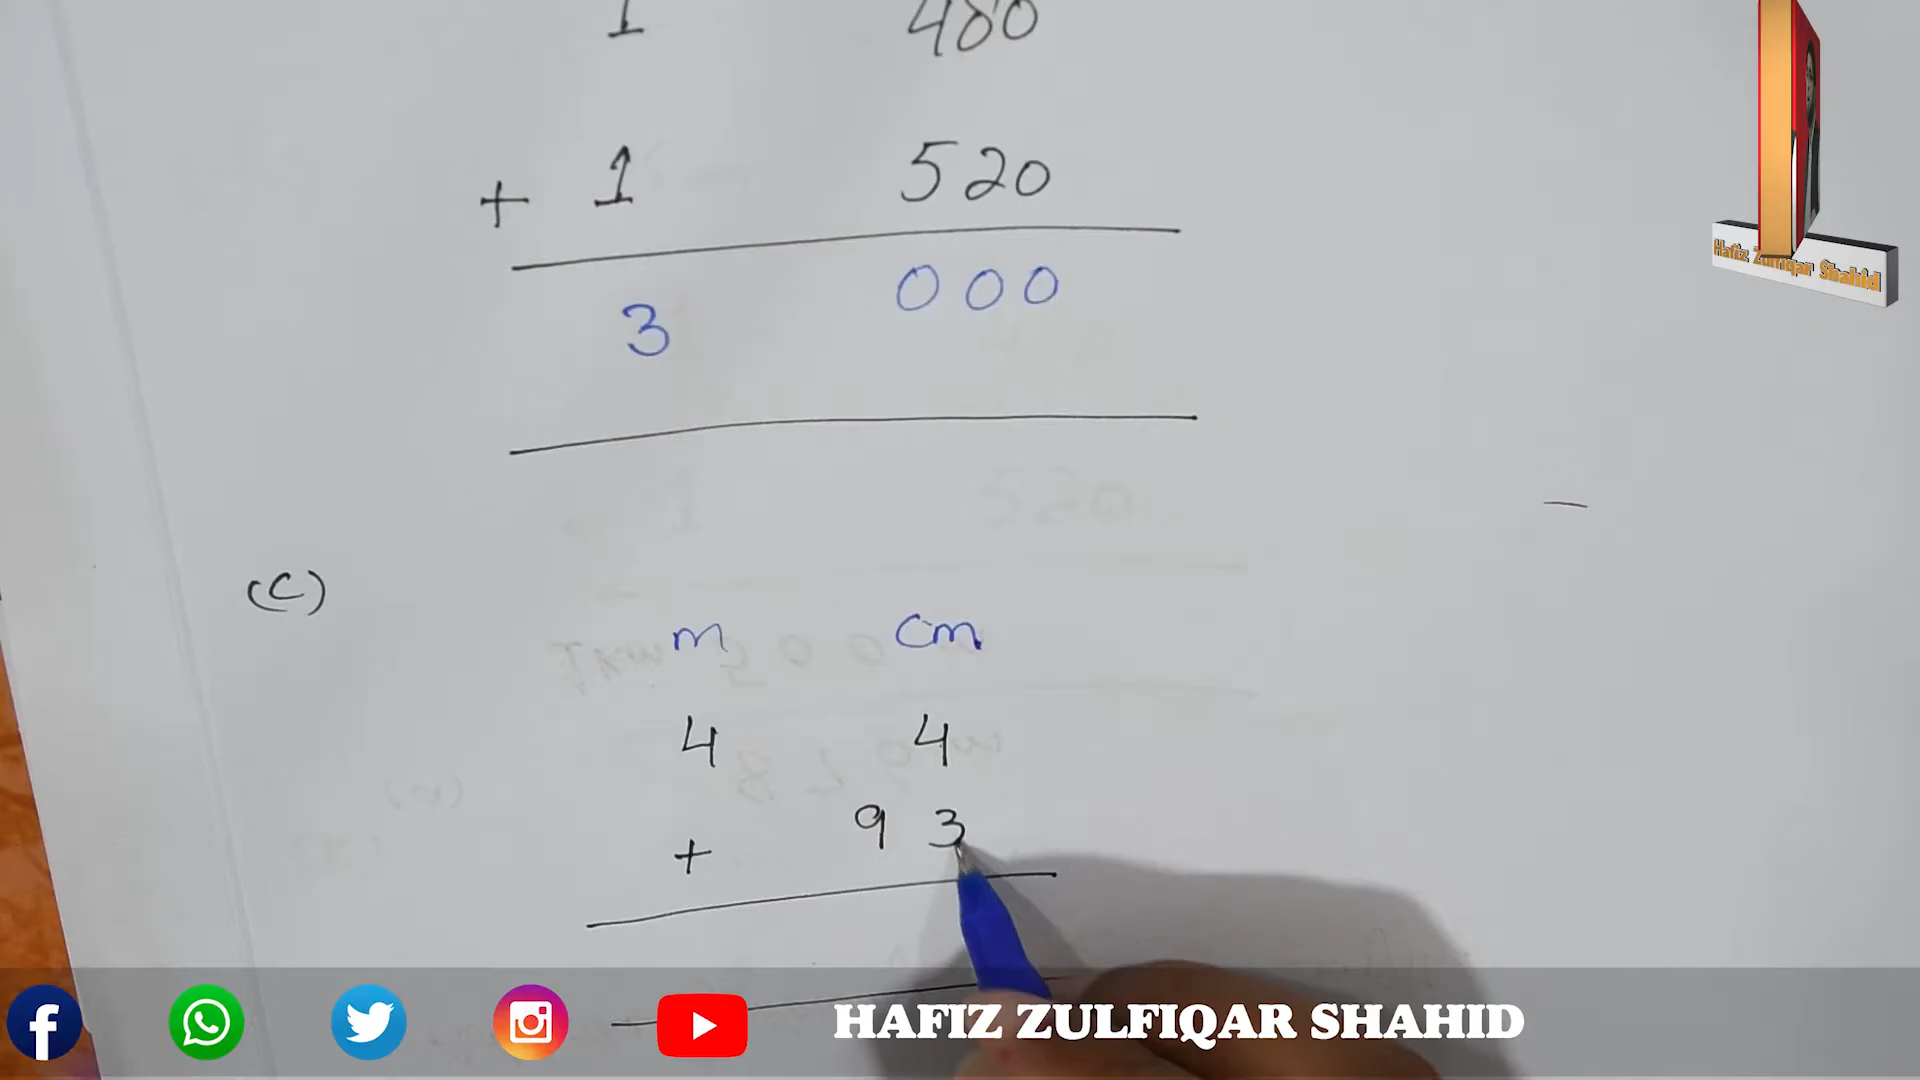 1 480
+ 1 520
3 000
(C)
m cm
4 4
+ 9 3
Hafiz Zulfiqar Shahid
HAFIZ ZULFIQAR SHAHID